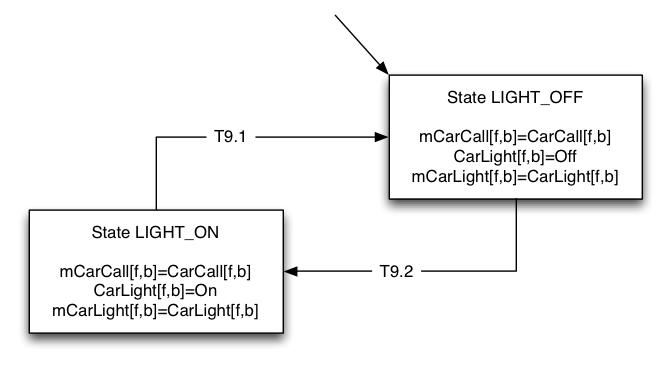 State LIGHT_OFF
mCarCall[f,b]=CarCall[f,b]
CarLight[f,b]=Off
mCarLight[f,b]=CarLight[f,b]
T9.1
State LIGHT_ON
mCarCall[f,b]=CarCall[f,b]
CarLight[f,b]=On
mCarLight[f,b]=CarLight[f,b]
T9.2